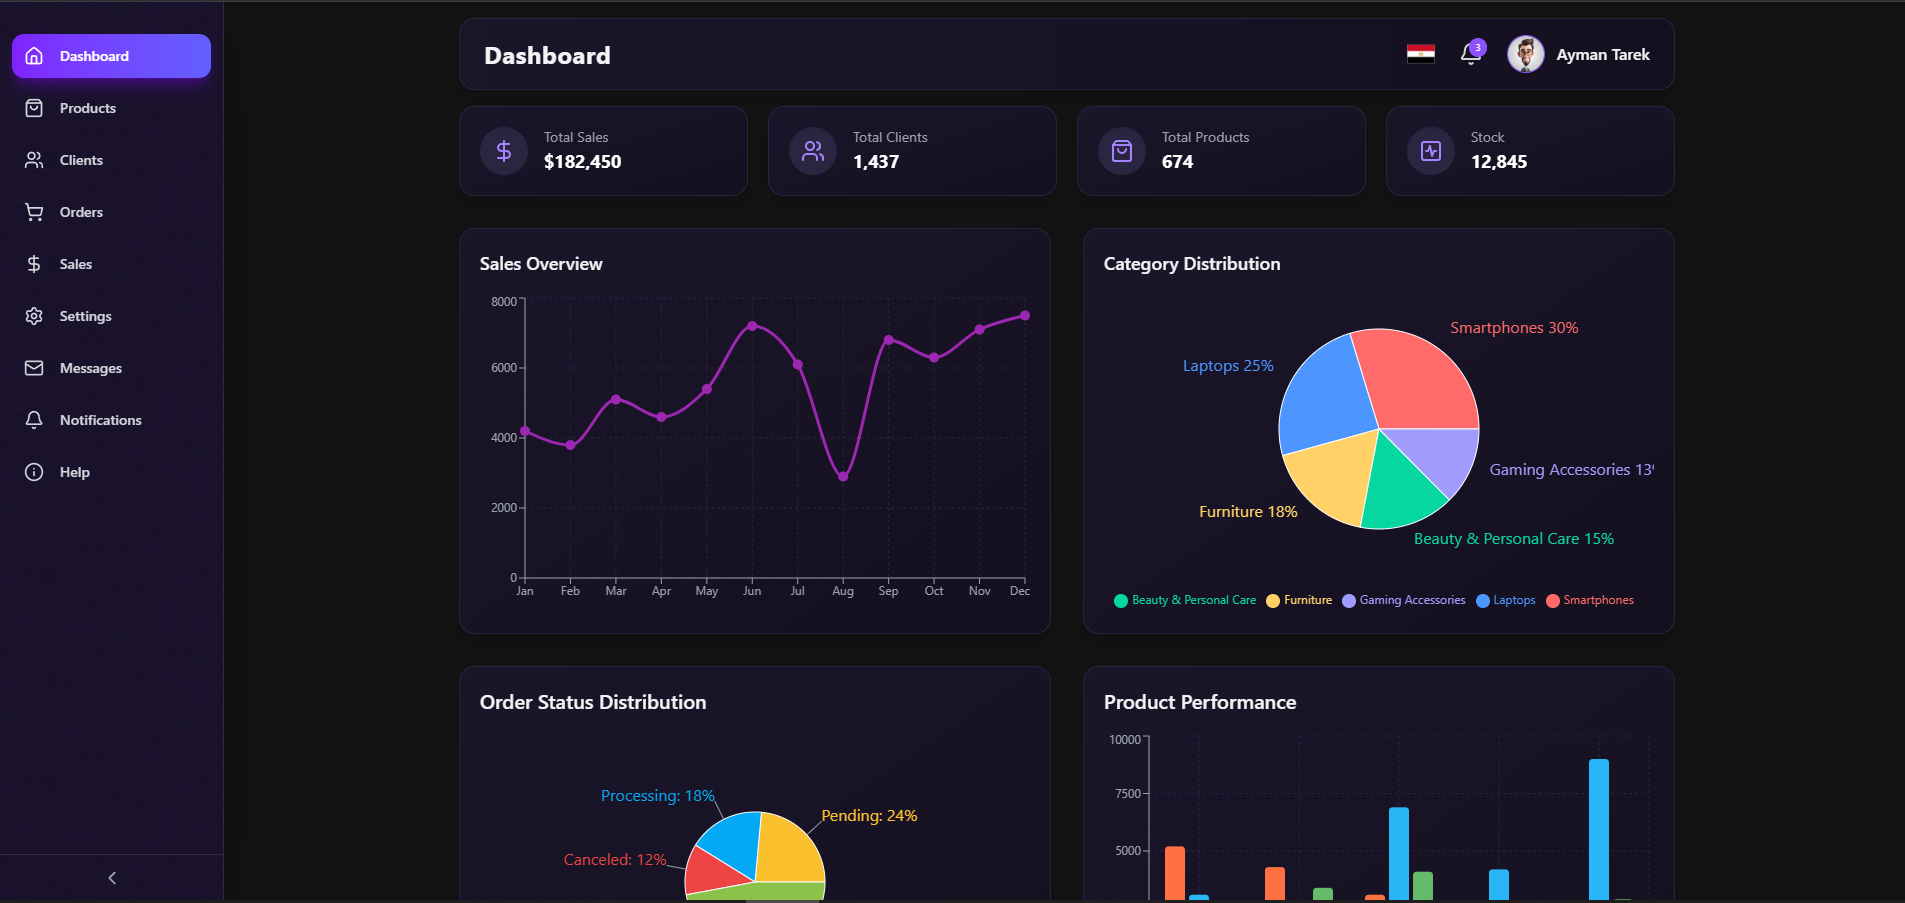 Dashboard
Products
Clients
Orders
Sales
Settings
Messages
Notifications
Help
Dashboard
3
Ayman Tarek
Total Sales
$182,450
Total Clients
1,437
Total Products
674
Stock
12,845
Sales Overview
8000
6000
4000
2000
0
Jan Feb Mar Apr May Jun Jul Aug Sep Oct Nov Dec
Category Distribution
Smartphones 30%
Laptops 25%
Gaming Accessories 13
Furniture 18%
Beauty & Personal Care 15%
Beauty & Personal Care Furniture Gaming Accessories Laptops Smartphones
Order Status Distribution
Processing: 18%
Pending: 24%
Canceled: 12%
Product Performance
10000
7500
5000